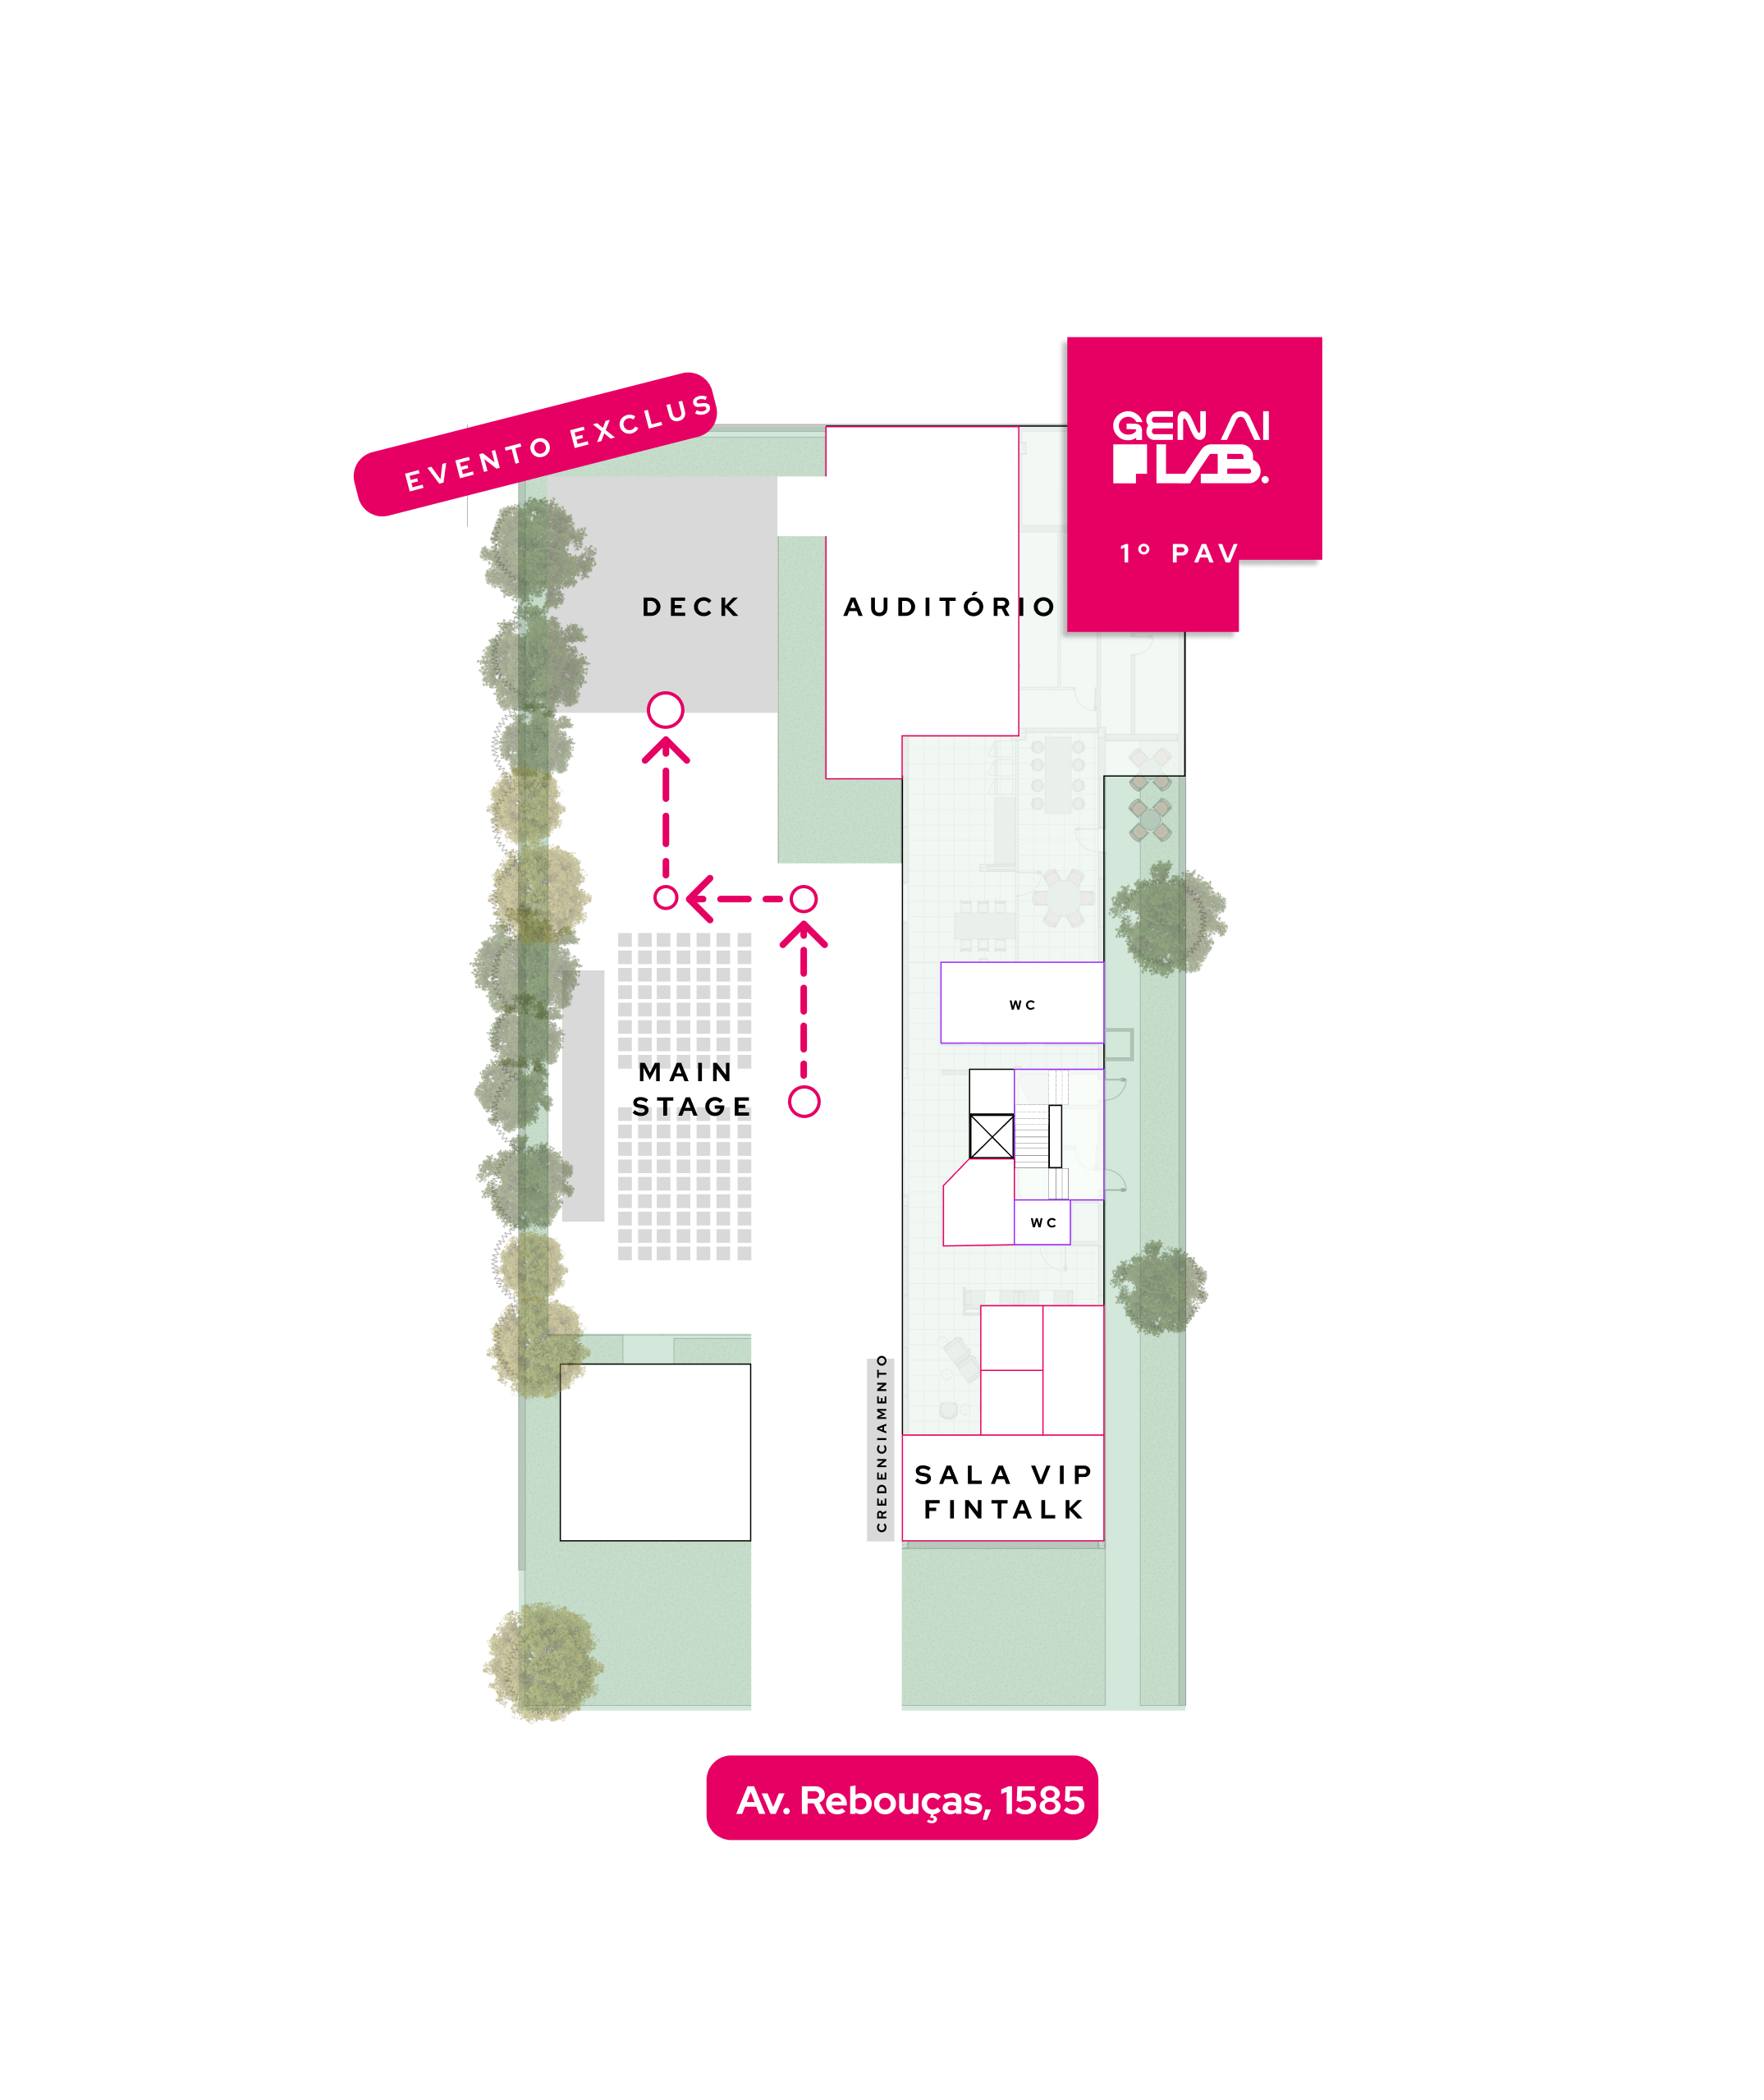 EVENTO EXCLUS
GEN AI
LAB.
1º PAV
DECK
AUDITÓRIO
WC
MAIN
STAGE
WC
CREDENCIAMENTO
SALA VIP
FINTALK
Av. Rebouças, 1585